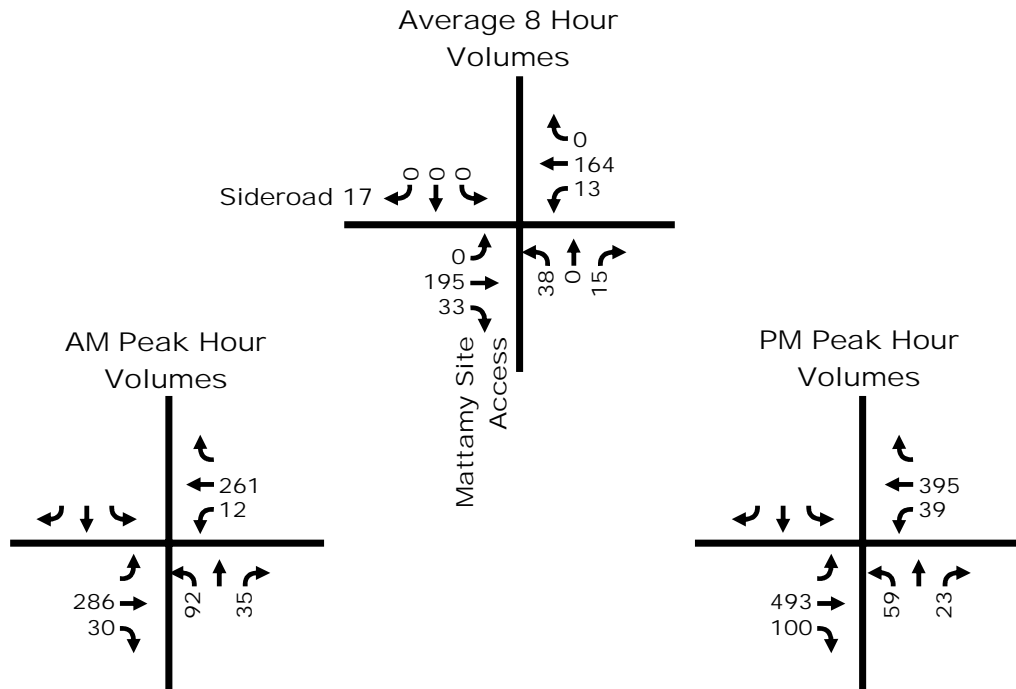 Average 8 Hour
Volumes
0
164
13
0 0 0
Sideroad 17
0
195
33
38 0 15
Mattamy Site
Access
AM Peak Hour
Volumes
261
12
286
30
92 35
PM Peak Hour
Volumes
395
39
493
100
59 23